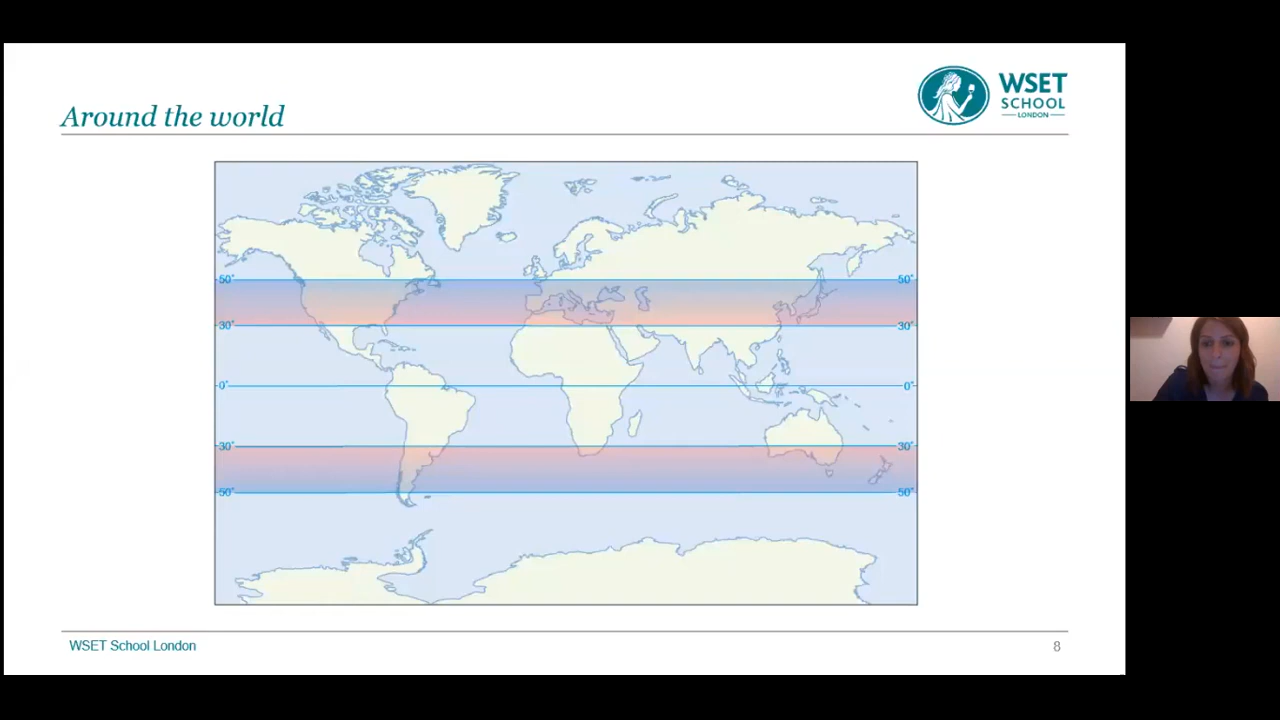 Around the world
WSET
SCHOOL
LONDON
50° 50°
30° 30°
0° 0°
30° 30°
50° 50°
WSET School London 8